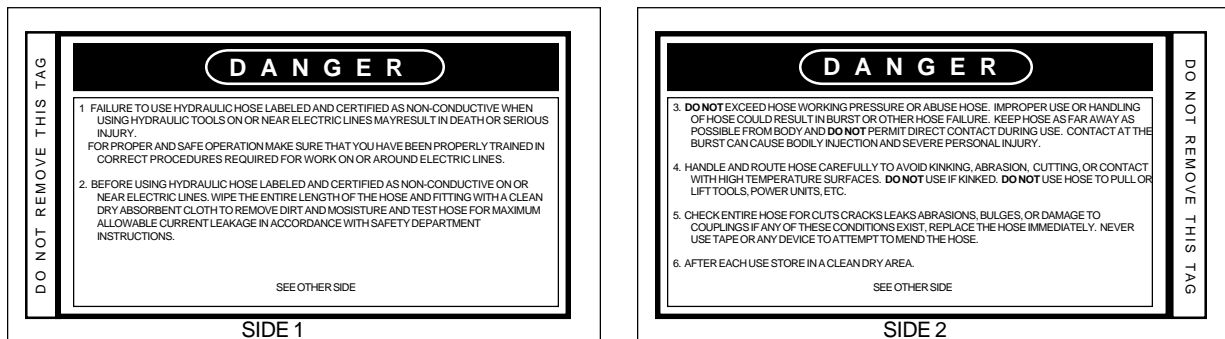 DO NOT REMOVE THIS TAG
DANGER
1 FAILURE TO USE HYDRAULIC HOSE LABELED AND CERTIFIED AS NON-CONDUCTIVE WHEN
USING HYDRAULIC TOOLS ON OR NEAR ELECTRIC LINES MAYRESULT IN DEATH OR SERIOUS
INJURY.
FOR PROPER AND SAFE OPERATION MAKE SURE THAT YOU HAVE BEEN PROPERLY TRAINED IN
CORRECT PROCEDURES REQUIRED FOR WORK ON OR AROUND ELECTRIC LINES.
2. BEFORE USING HYDRAULIC HOSE LABELED AND CERTIFIED AS NON-CONDUCTIVE ON OR
NEAR ELECTRIC LINES. WIPE THE ENTIRE LENGTH OF THE HOSE AND FITTING WITH A CLEAN
DRY ABSORBENT CLOTH TO REMOVE DIRT AND MOSISTURE AND TEST HOSE FOR MAXIMUM
ALLOWABLE CURRENT LEAKAGE IN ACCORDANCE WITH SAFETY DEPARTMENT
INSTRUCTIONS.
SEE OTHER SIDE
SIDE 1
DANGER
3. DO NOT EXCEED HOSE WORKING PRESSURE OR ABUSE HOSE. IMPROPER USE OR HANDLING
OF HOSE COULD RESULT IN BURST OR OTHER HOSE FAILURE. KEEP HOSE AS FAR AWAY AS
POSSIBLE FROM BODY AND DO NOT PERMIT DIRECT CONTACT DURING USE. CONTACT AT THE
BURST CAN CAUSE BODILY INJECTION AND SEVERE PERSONAL INJURY.
4. HANDLE AND ROUTE HOSE CAREFULLY TO AVOID KINKING, ABRASION, CUTTING, OR CONTACT
WITH HIGH TEMPERATURE SURFACES. DO NOT USE IF KINKED. DO NOT USE HOSE TO PULL OR
LIFT TOOLS, POWER UNITS, ETC.
5. CHECK ENTIRE HOSE FOR CUTS CRACKS LEAKS ABRASIONS, BULGES, OR DAMAGE TO
COUPLINGS IF ANY OF THESE CONDITIONS EXIST, REPLACE THE HOSE IMMEDIATELY. NEVER
USE TAPE OR ANY DEVICE TO ATTEMPT TO MEND THE HOSE.
6. AFTER EACH USE STORE IN A CLEAN DRY AREA.
SEE OTHER SIDE
DO NOT REMOVE THIS TAG
SIDE 2